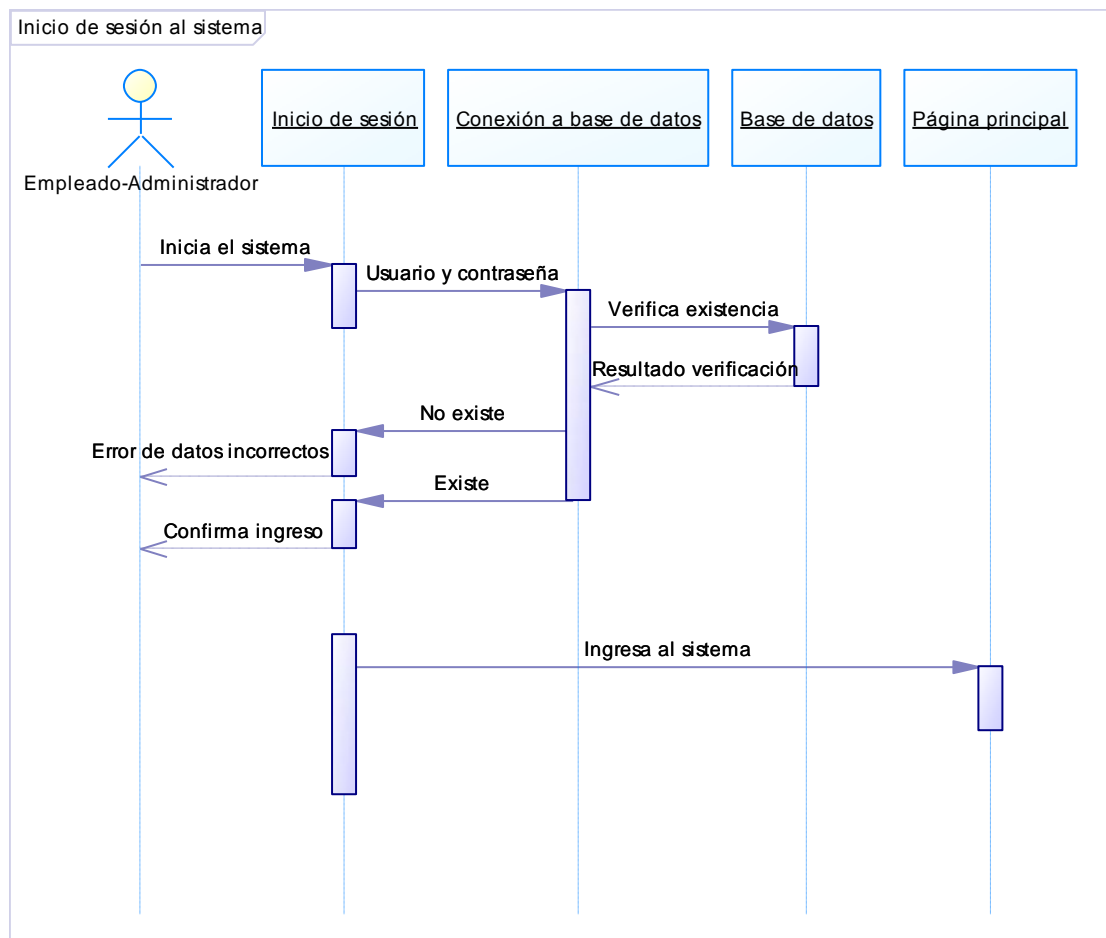 Inicio de sesión al sistema
Inicio de sesión
Conexión a base de datos
Base de datos
Página principal
Empleado-Administrador
Inicia el sistema
Usuario y contraseña
Verifica existencia
Resultado verificación
No existe
Error de datos incorrectos
Existe
Confirma ingreso
Ingresa al sistema